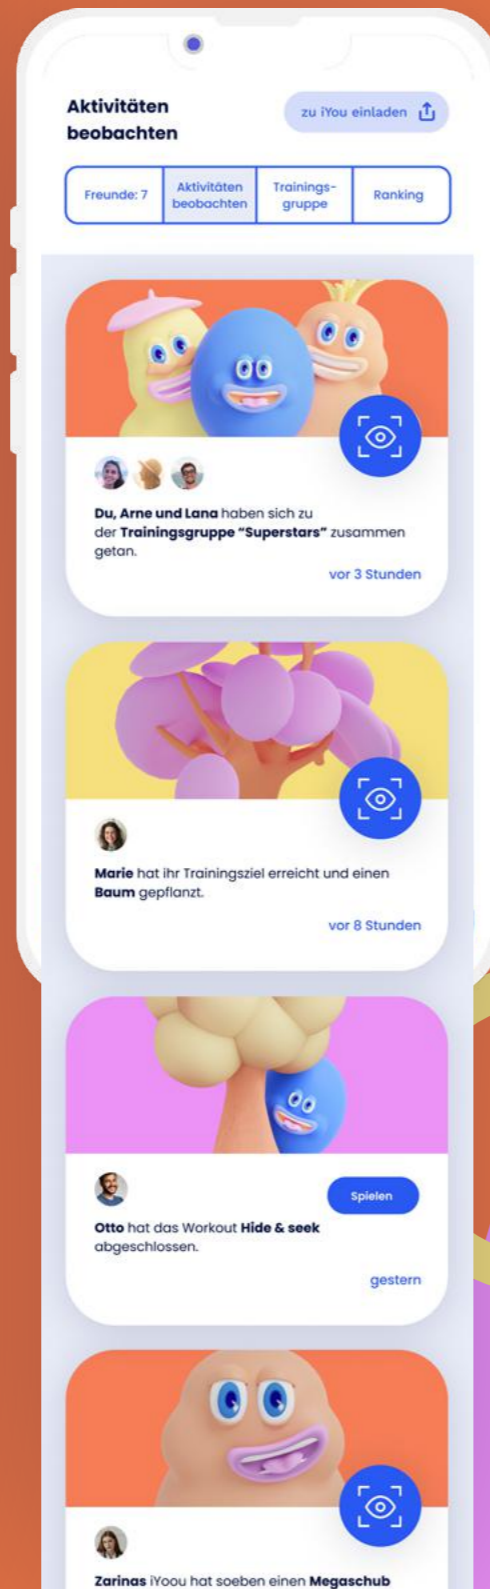 Aktivitäten
beobachten
zu iYou einladen
Freunde: 7
Aktivitäten
beobachten
Trainings-
gruppe
Ranking
Du, Arne und Lana haben sich zu
der Trainingsgruppe “Superstars” zusammen
getan.
vor 3 Stunden
Marie hat ihr Trainingsziel erreicht und einen
Baum gepflanzt.
vor 8 Stunden
Spielen
Otto hat das Workout Hide & seek
abgeschlossen.
gestern
Zarinas iYoou hat soeben einen Megaschub